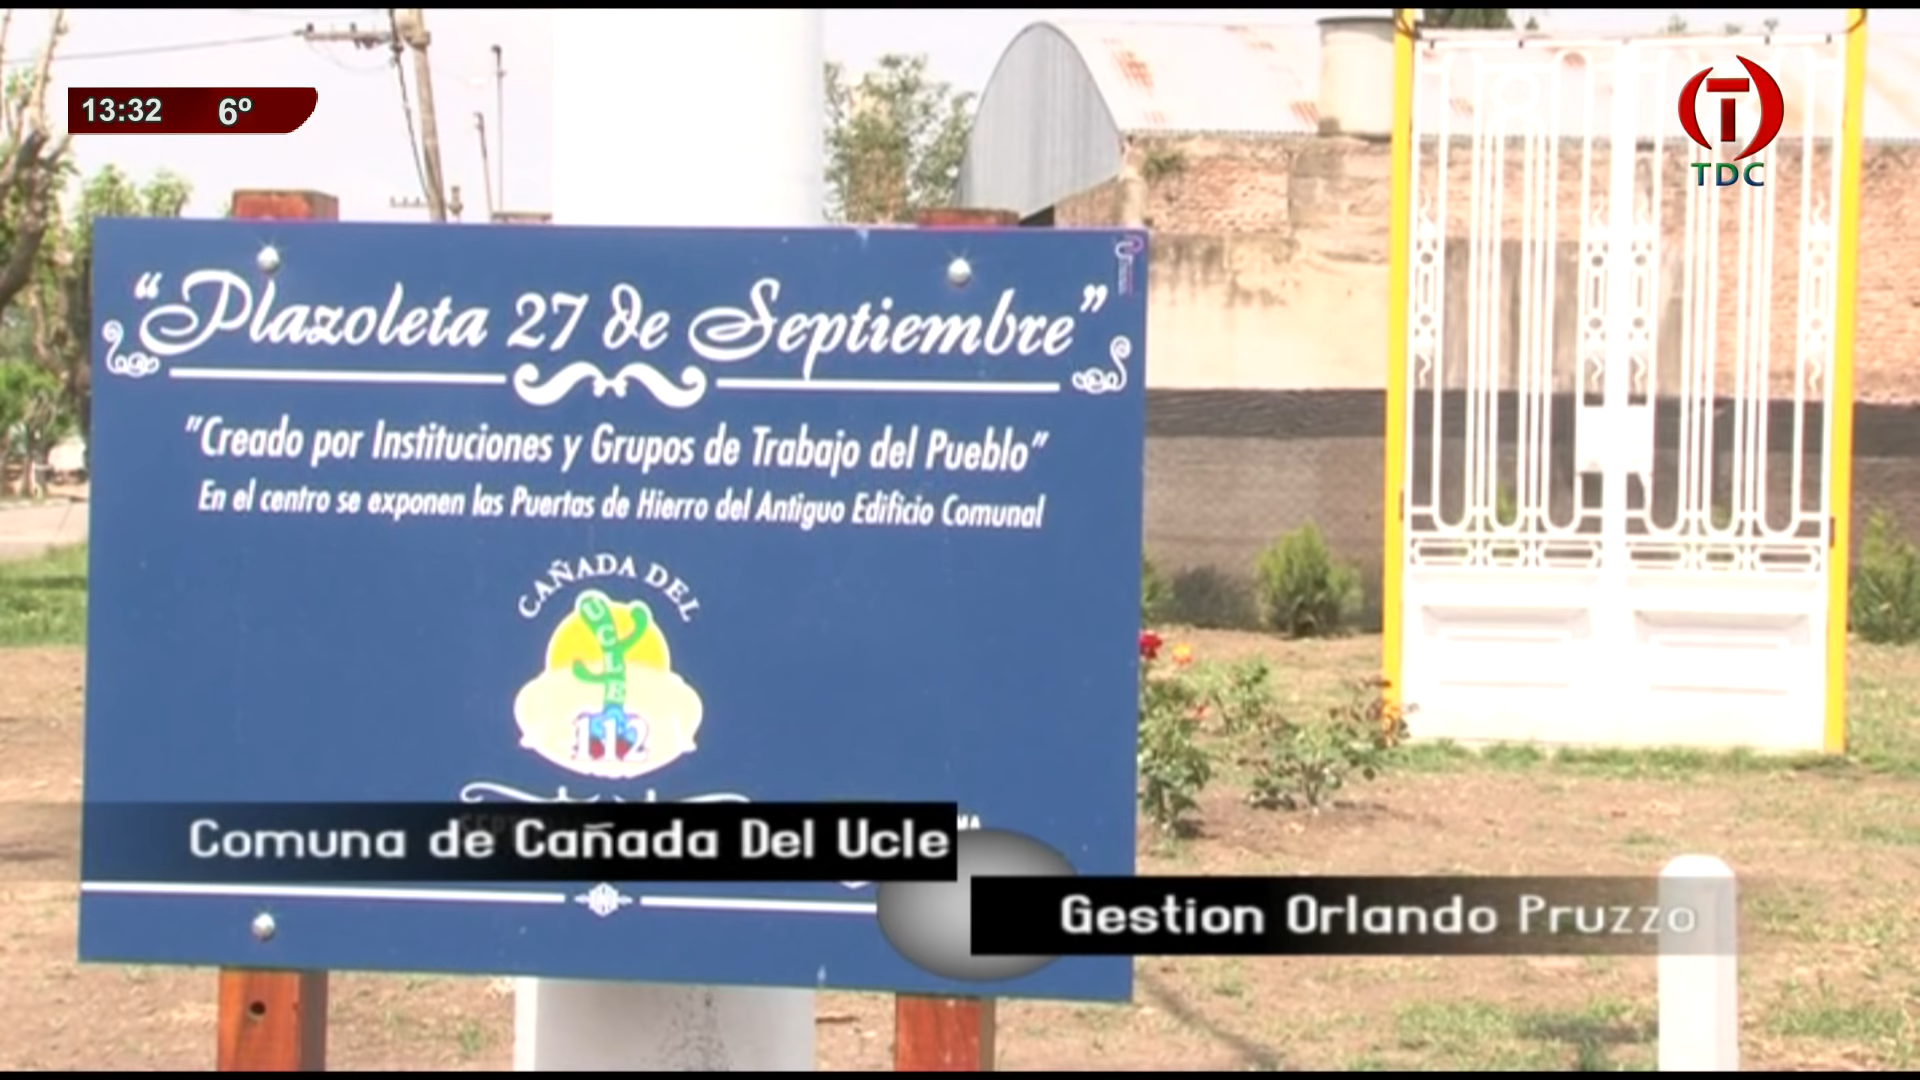 13:32 6º
T
TDC
“Plazoleta 27 de Septiembre”
"Creado por Instituciones y Grupos de Trabajo del Pueblo"
En el centro se exponen las Puertas de Hierro del Antiguo Edificio Comunal
CAÑADA DEL
UCLE
112
Comuna de Cañada Del Ucle
Gestion Orlando Pruzzo